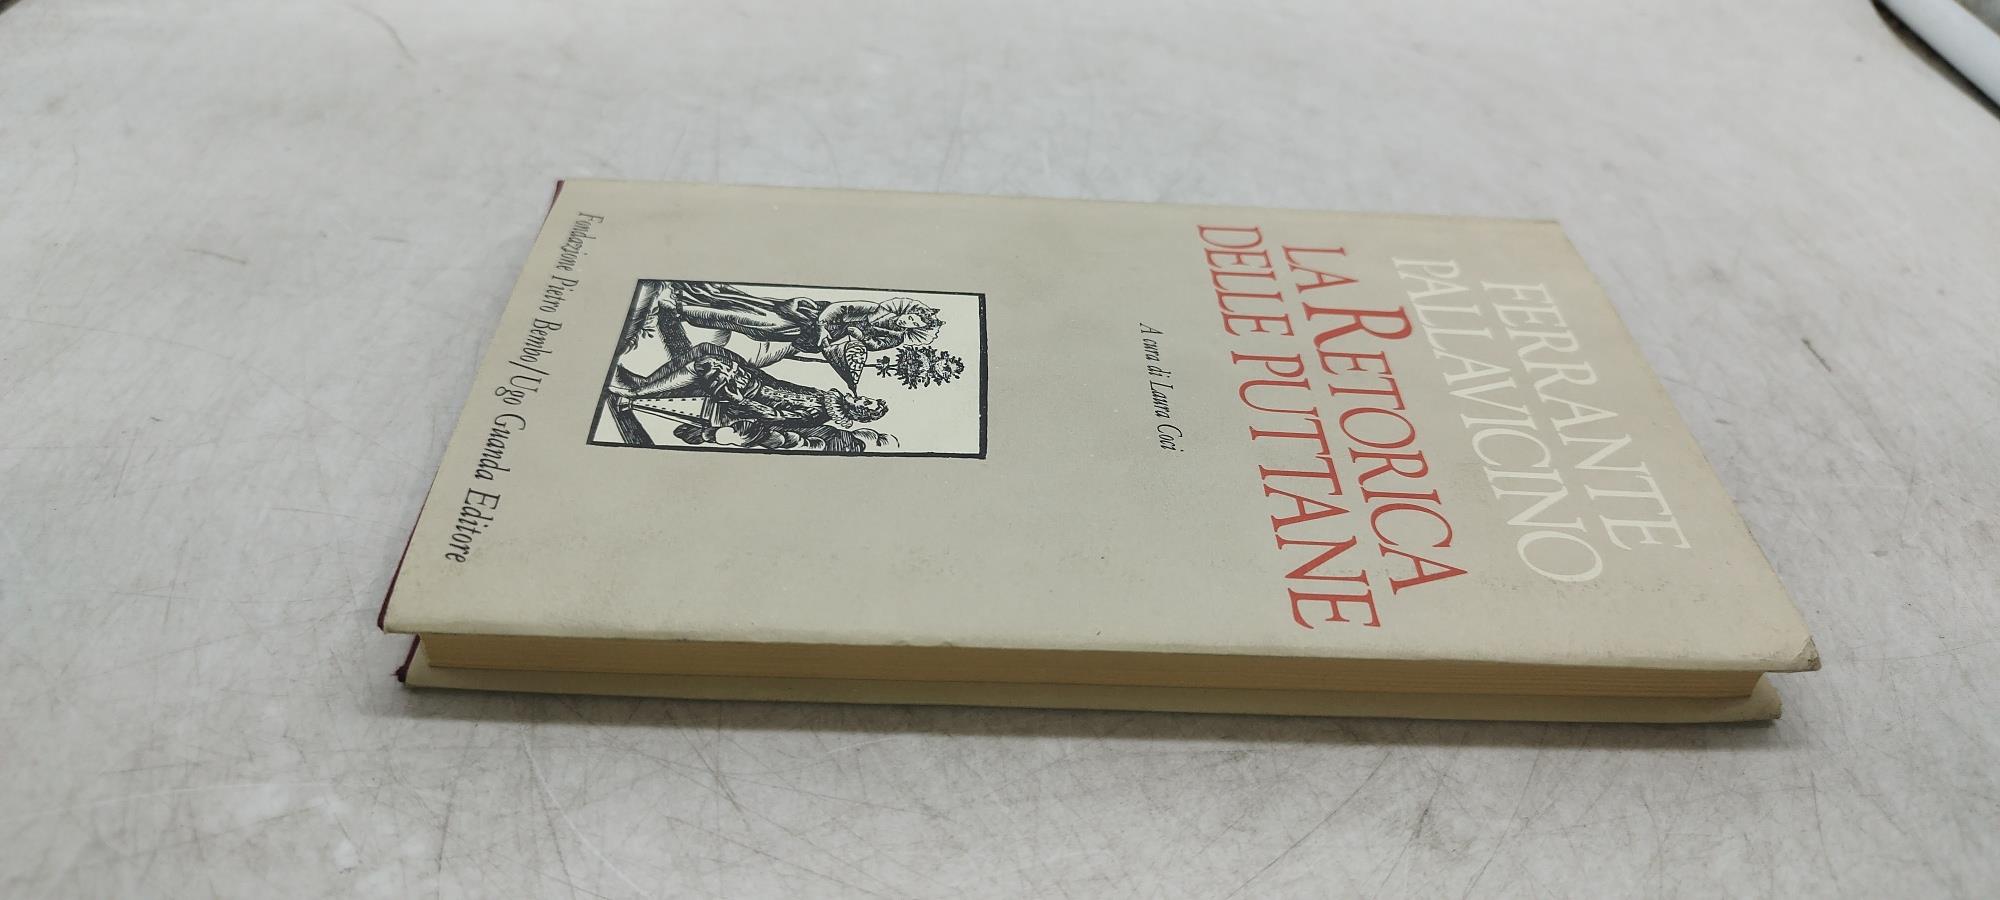 FERRANTE
PALLAVICINO
LA RETORICA
DELLE PUTTANE
A cura di Laura Coci
Fondazione Pietro Bembo/Ugo Guanda Editore